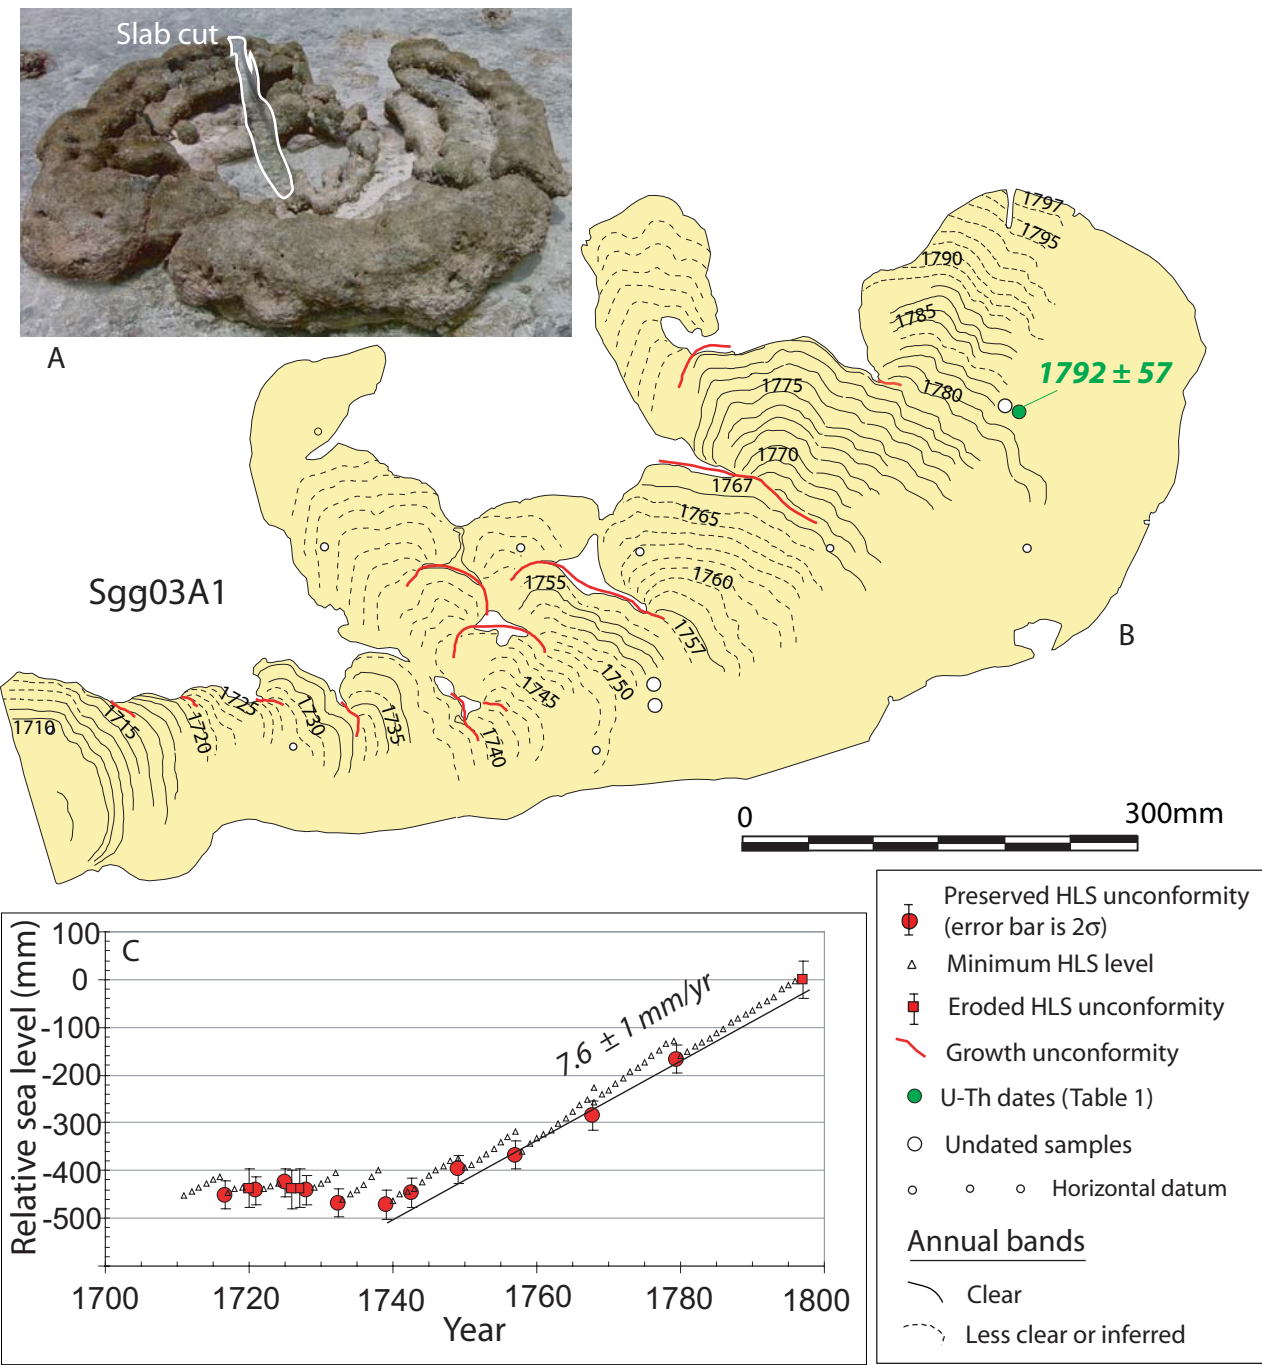 Slab cut
A
1797
1795
1790
1785
1792 ± 57
1780
1775
1770
1767
1765
1760
1755
1757
Sgg03A1
B
1750
1745
1740
1735
1730
1725
1720
1715
1710
0 300mm
C
Relative sea level (mm)
100
0
-100
-200
-300
-400
-500
7.6 ± 1 mm/yr
1700 1720 1740 1760 1780 1800
Year
Preserved HLS unconformity
(error bar is 2σ)
Minimum HLS level
Eroded HLS unconformity
Growth unconformity
U-Th dates (Table 1)
Undated samples
Horizontal datum
Annual bands
Clear
Less clear or inferred